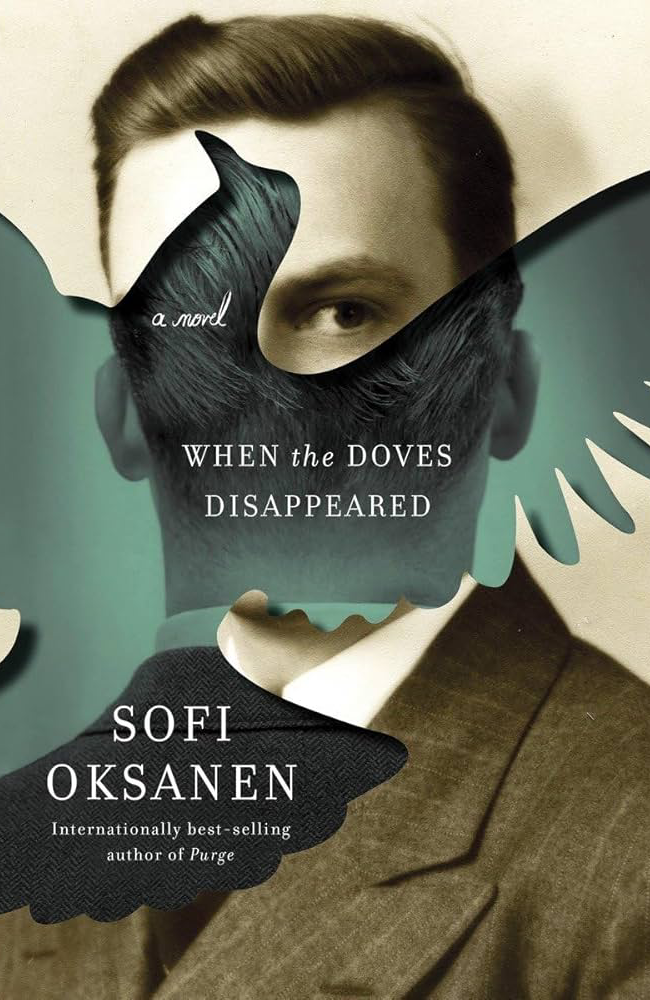 a novel
WHEN the DOVES
DISAPPEARED
SOFI
OKSANEN
Internationally best-selling
author of Purge